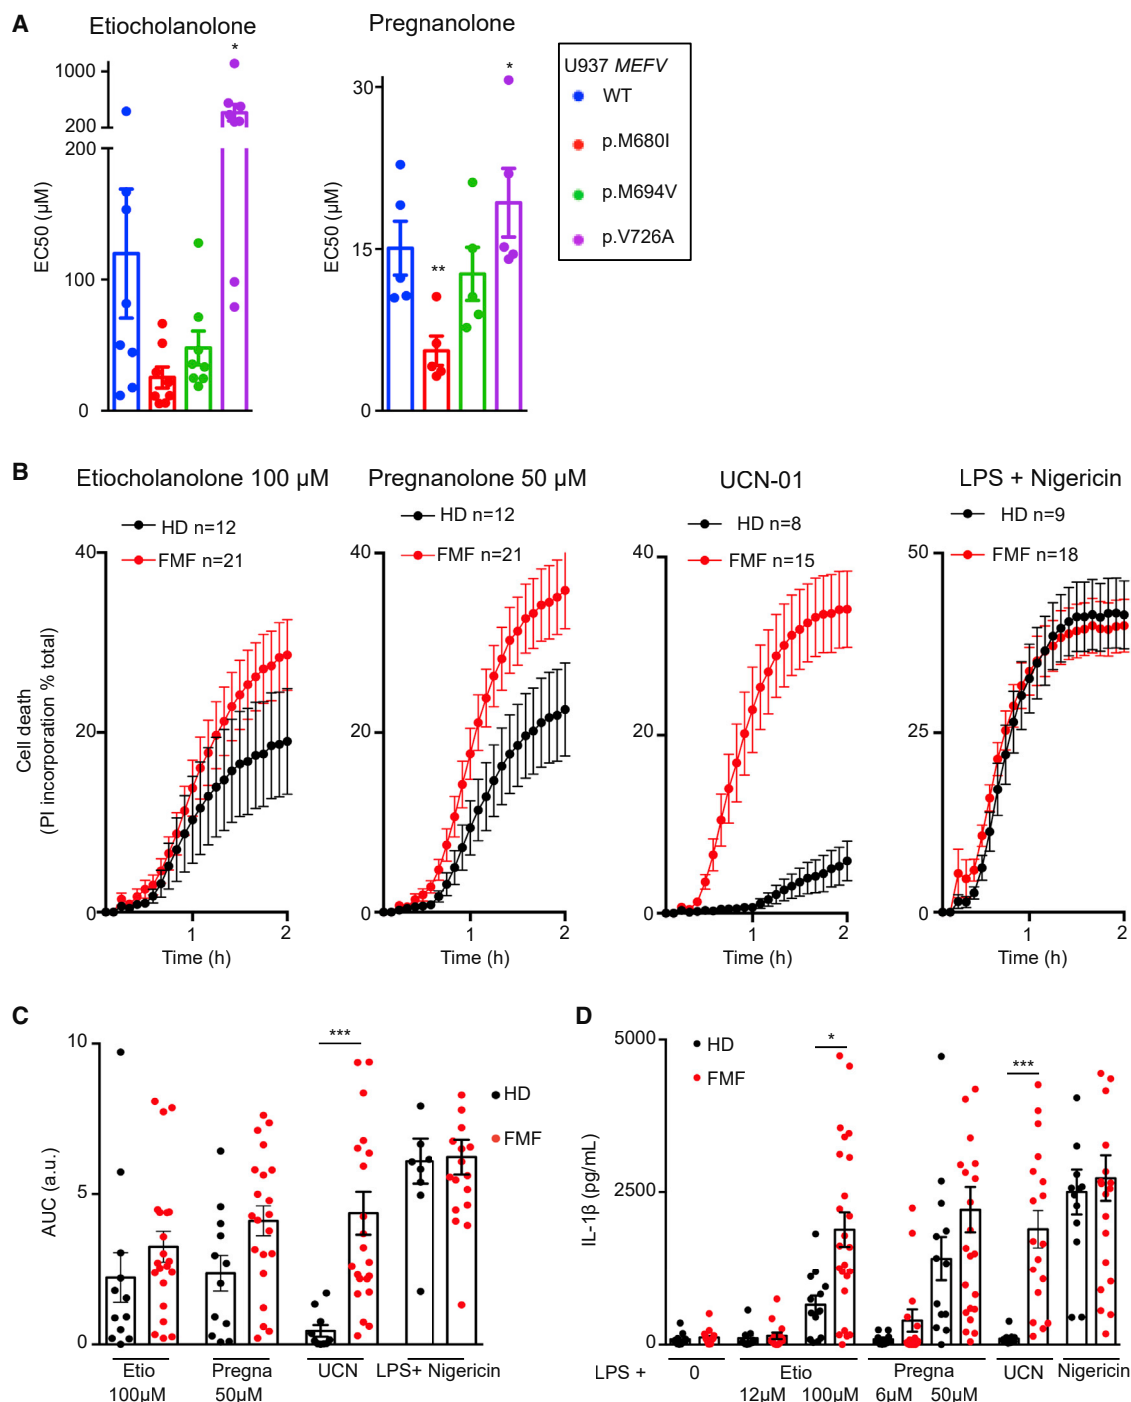 A
Etiocholanolone
Pregnanolone
*
1000
200
200
100
0
EC50 (µM)
*
**
30
15
0
EC50 (µM)
U937 MEFV
WT
p.M680I
p.M694V
p.V726A
B
Etiocholanolone 100 µM
Pregnanolone 50 µM
UCN-01
LPS + Nigericin
HD n=12
FMF n=21
HD n=12
FMF n=21
HD n=8
FMF n=15
HD n=9
FMF n=18
Cell death
(PI incorporation % total)
40
20
0
1
2
Time (h)
40
20
0
1
2
Time (h)
40
20
0
1
2
Time (h)
50
25
0
1
2
Time (h)
C
***
10
5
0
AUC (a.u.)
HD
FMF
Etio
100µM
Pregna
50µM
UCN
LPS+ Nigericin
D
HD
FMF
*
***
5000
2500
0
IL-1β (pg/mL)
LPS +
0
Etio
12µM
100µM
Pregna
6µM
50µM
UCN
Nigericin